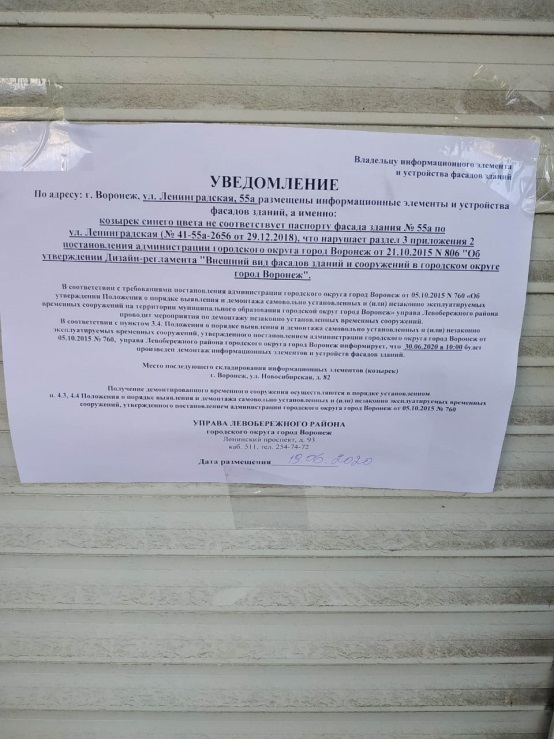 Владельцу информационного элемента
и устройства фасадов зданий
УВЕДОМЛЕНИЕ
По адресу: г. Воронеж, ул. Ленинградская, 55а размещены информационные элементы и устройства
фасадов зданий, а именно:
козырек синего цвета не соответствует паспорту фасада здания № 55а по
ул. Ленинградская (№ 41-55а-2656 от 29.12.2018), что нарушает раздел 3 приложения 2
постановления администрации городского округа город Воронеж от 21.10.2015 N 806 "Об
утверждении Дизайн-регламента "Внешний вид фасадов зданий и сооружений в городском округе
город Воронеж".
В соответствии с требованиями постановления администрации городского округа город Воронеж от 05.10.2015 N 760 «Об
утверждении Положения о порядке выявления и демонтажа самовольно установленных и (или) незаконно эксплуатируемых
временных сооружений на территории муниципального образования городской округ город Воронеж» управа Левобережного района
проводит мероприятия по демонтажу незаконно установленных временных сооружений.
В соответствии с пунктом 3.4. Положения о порядке выявления и демонтажа самовольно установленных и (или) незаконно
эксплуатируемых временных сооружений, утвержденного постановлением администрации городского округа город Воронеж от
05.10.2015 № 760, управа Левобережного района городского округа город Воронеж информирует, что 30.06.2020 в 10:00 будет
произведен демонтаж информационных элементов и устройств фасадов зданий.
Место последующего складирования информационных элементов (козырек)
г. Воронеж, ул. Новосибирская, д. 82
Получение демонтированного временного сооружения осуществляются в порядке установленном
п. 4.3, 4.4 Положения о порядке выявления и демонтажа самовольно установленных и (или) незаконно эксплуатируемых временных
сооружений, утвержденного постановлением администрации городского округа город Воронеж от 05.10.2015 № 760
УПРАВА ЛЕВОБЕРЕЖНОГО РАЙОНА
городского округа город Воронеж
Ленинский проспект, д. 93
каб. 311, тел. 254-74-72
Дата размещения 19.06.2020